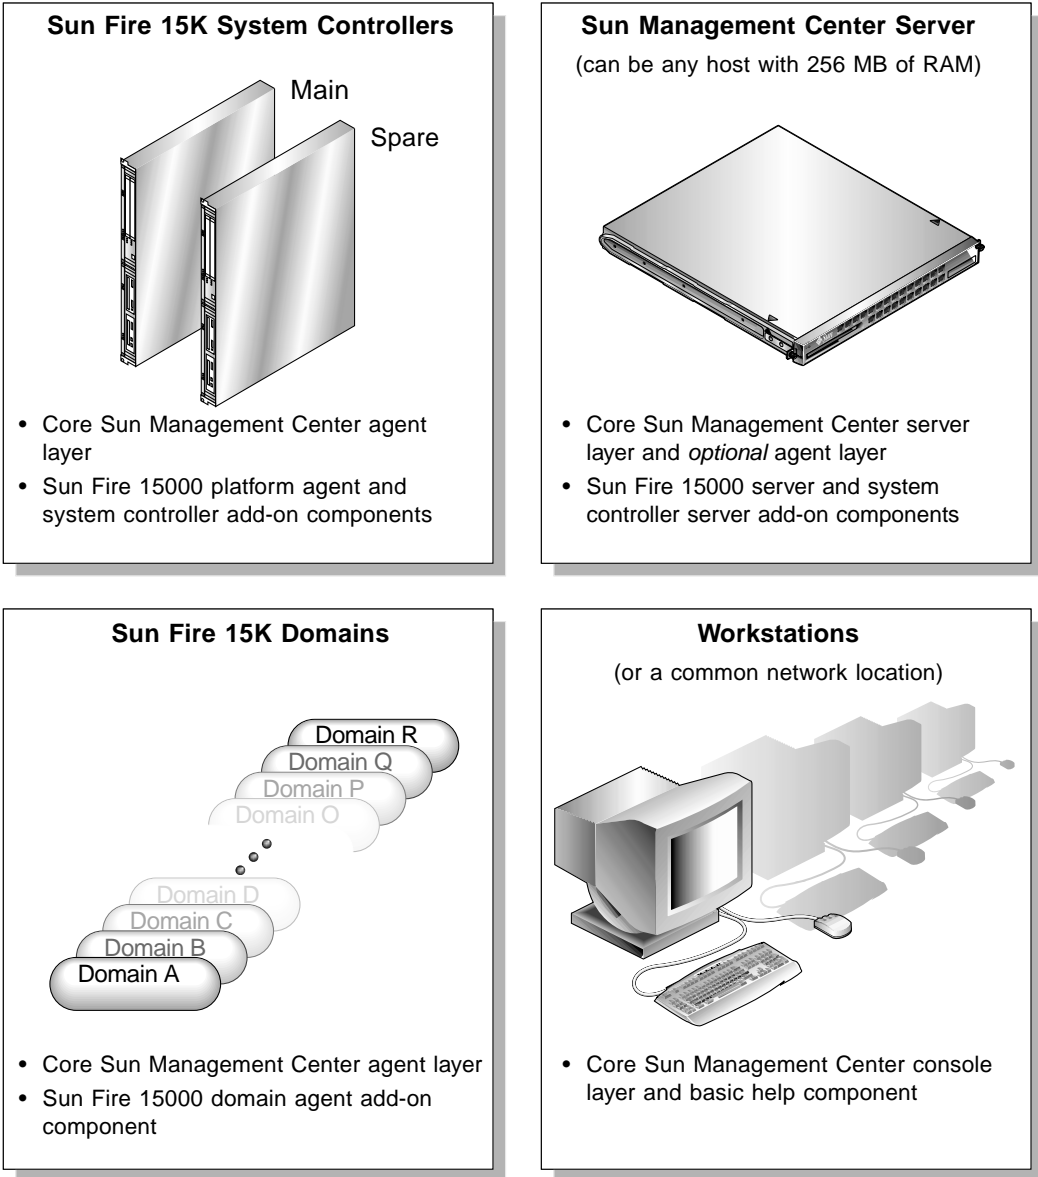 Sun Fire 15K System Controllers
Main
Spare
• Core Sun Management Center agent
layer
• Sun Fire 15000 platform agent and
system controller add-on components
Sun Management Center Server
(can be any host with 256 MB of RAM)
• Core Sun Management Center server
layer and optional agent layer
• Sun Fire 15000 server and system
controller server add-on components
Sun Fire 15K Domains
Domain R
Domain Q
Domain P
Domain O
Domain D
Domain C
Domain B
Domain A
• Core Sun Management Center agent layer
• Sun Fire 15000 domain agent add-on
component
Workstations
(or a common network location)
• Core Sun Management Center console
layer and basic help component